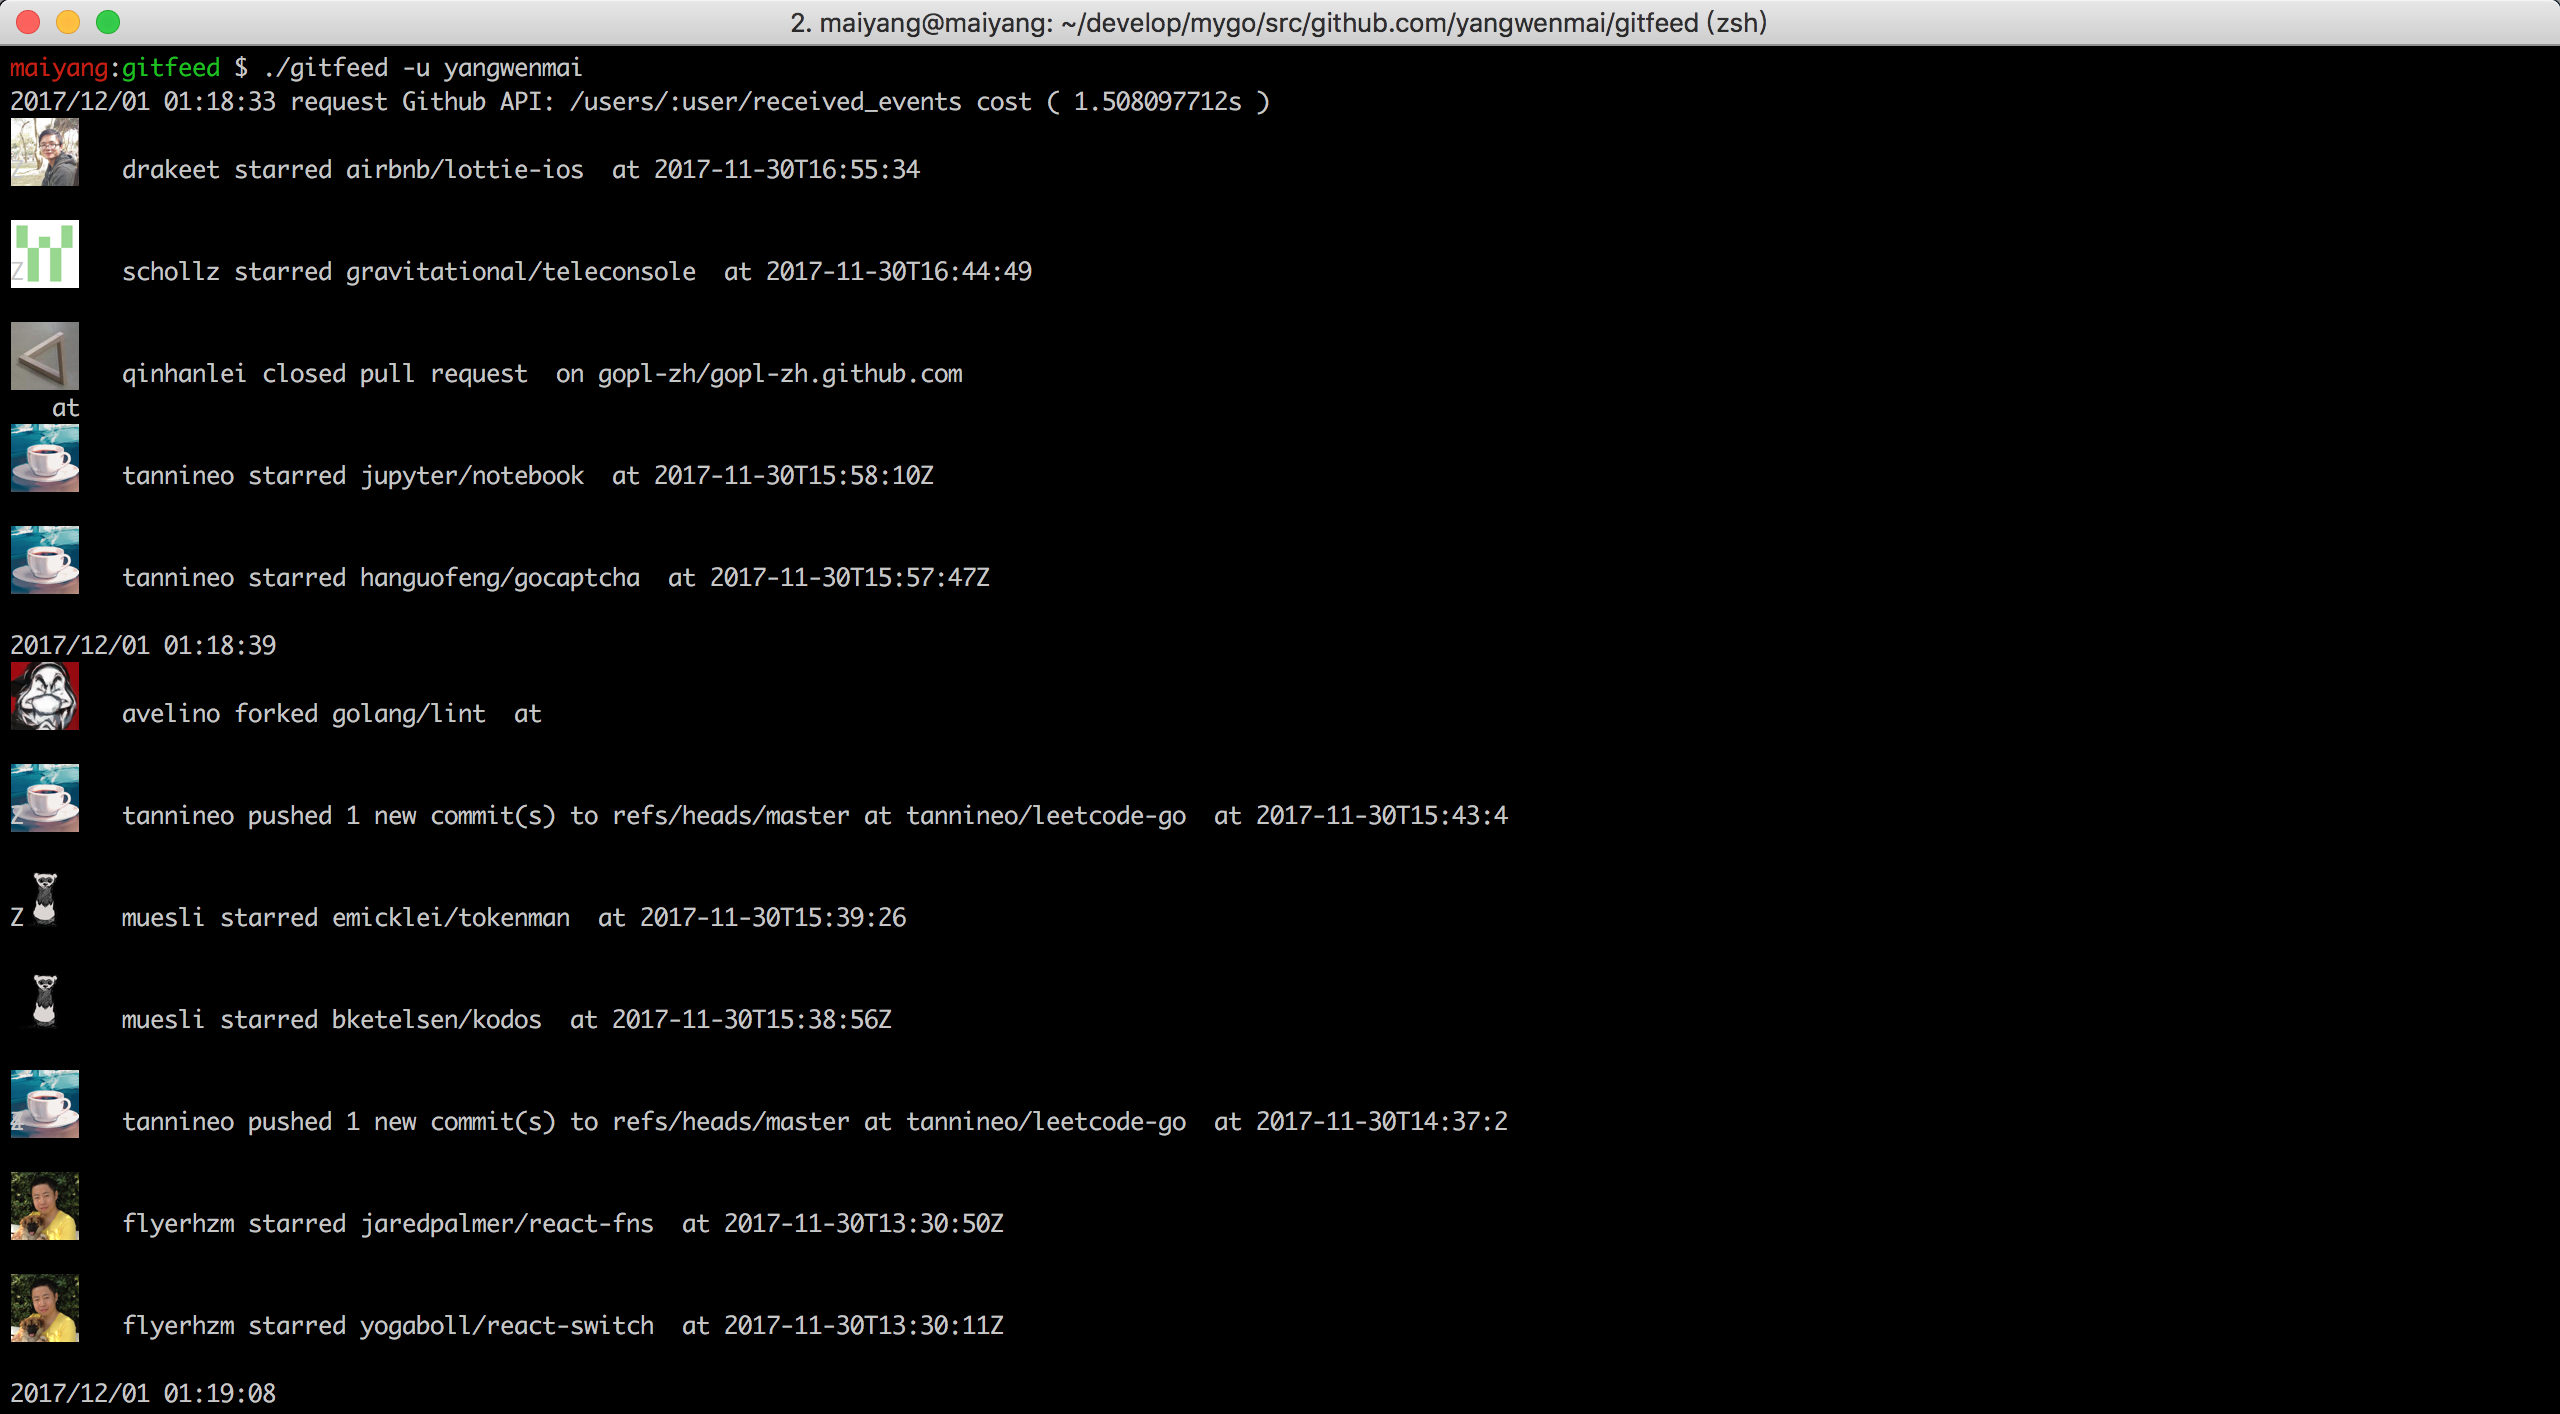 2. maiyang@maiyang: ~/develop/mygo/src/github.com/yangwenmai/gitfeed (zsh)
maiyang:gitfeed $ ./gitfeed -u yangwenmai
2017/12/01 01:18:33 request Github API: /users/:user/received_events cost ( 1.508097712s )
Z drakeet starred airbnb/lottie-ios  at 2017-11-30T16:55:34
Z schollz starred gravitational/teleconsole  at 2017-11-30T16:44:49
qinhanlei closed pull request  on gopl-zh/gopl-zh.github.com
at
tannineo starred jupyter/notebook  at 2017-11-30T15:58:10Z
tannineo starred hanguofeng/gocaptcha  at 2017-11-30T15:57:47Z
2017/12/01 01:18:39
avelino forked golang/lint  at
Z tannineo pushed 1 new commit(s) to refs/heads/master at tannineo/leetcode-go  at 2017-11-30T15:43:4
Z muesli starred emicklei/tokenman  at 2017-11-30T15:39:26
muesli starred bketelsen/kodos  at 2017-11-30T15:38:56Z
tannineo pushed 1 new commit(s) to refs/heads/master at tannineo/leetcode-go  at 2017-11-30T14:37:2
flyerhzm starred jaredpalmer/react-fns  at 2017-11-30T13:30:50Z
flyerhzm starred yogaboll/react-switch  at 2017-11-30T13:30:11Z
2017/12/01 01:19:08